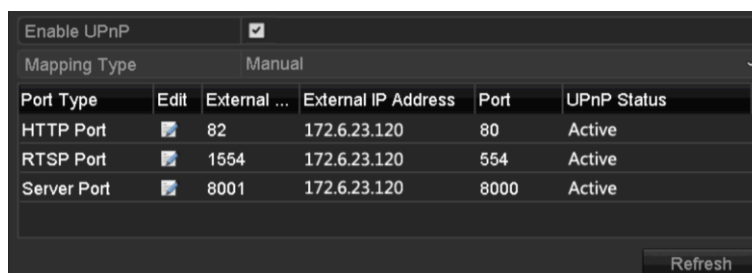 Enable UPnP
Mapping Type Manual
Port Type Edit External ... External IP Address Port UPnP Status
HTTP Port 82 172.6.23.120 80 Active
RTSP Port 1554 172.6.23.120 554 Active
Server Port 8001 172.6.23.120 8000 Active
Refresh